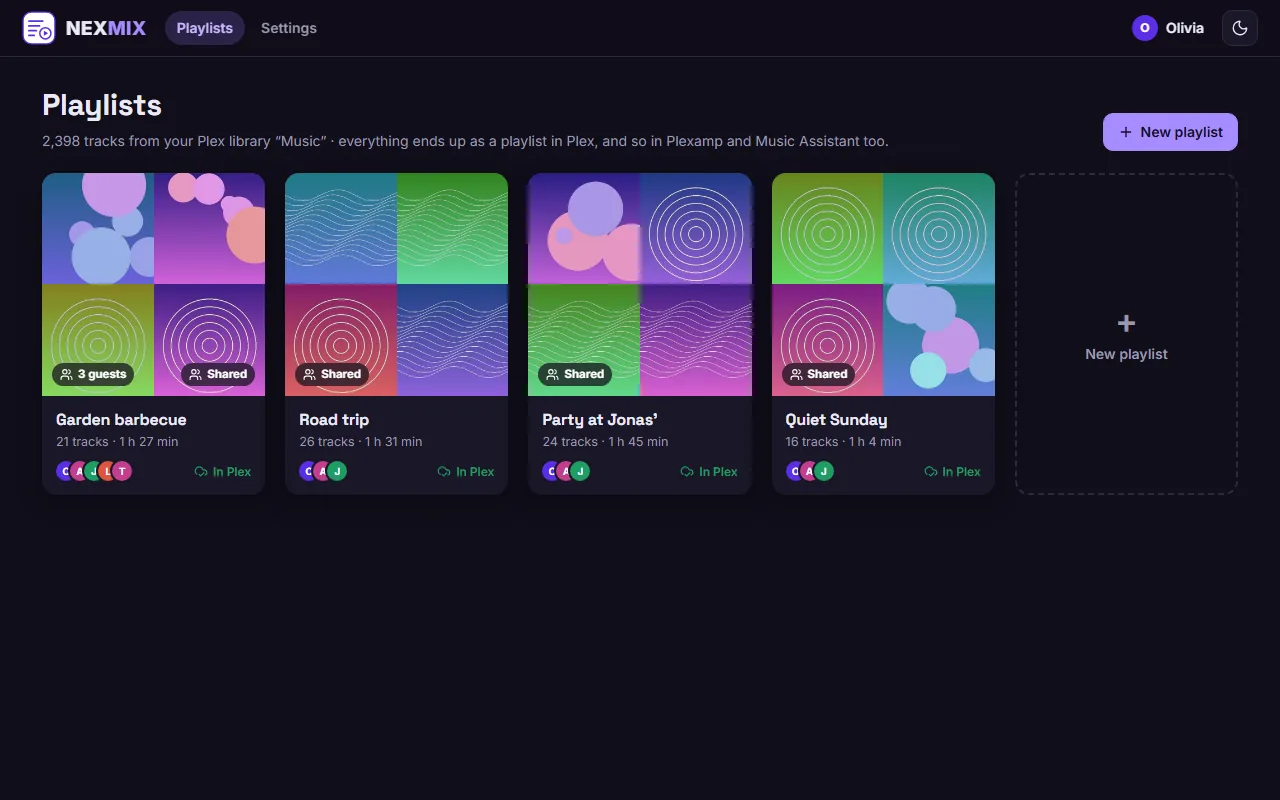 NEXMIX Playlists Settings O Olivia
Playlists
2,398 tracks from your Plex library “Music” · everything ends up as a playlist in Plex, and so in Plexamp and Music Assistant too.
+ New playlist
3 guests Shared
Garden barbecue
21 tracks · 1 h 27 min
O A J L T In Plex
Shared
Road trip
26 tracks · 1 h 31 min
O A J In Plex
Shared
Party at Jonas’
24 tracks · 1 h 45 min
O A J In Plex
Shared
Quiet Sunday
16 tracks · 1 h 4 min
O A J In Plex
+
New playlist